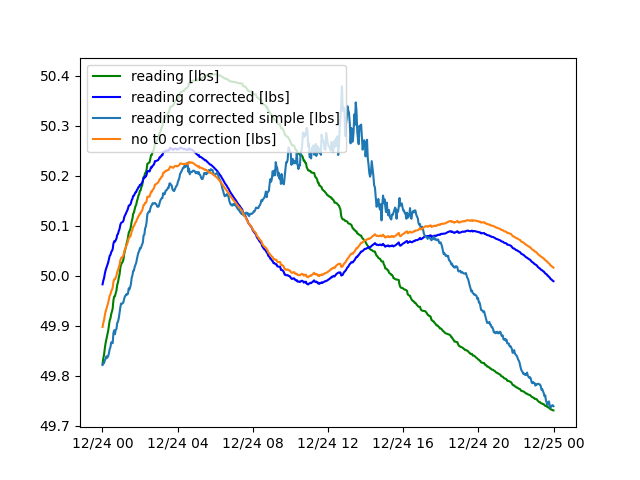 50.4
50.3
50.2
50.1
50.0
49.9
49.8
49.7
reading [lbs]
reading corrected [lbs]
reading corrected simple [lbs]
no t0 correction [lbs]
12/24 00 12/24 04 12/24 08 12/24 12 12/24 16 12/24 20 12/25 00